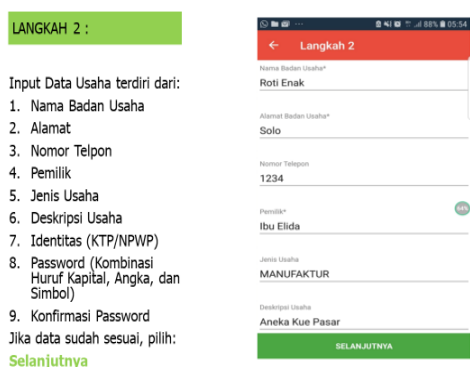 LANGKAH 2 :
Input Data Usaha terdiri dari:
1. Nama Badan Usaha
2. Alamat
3. Nomor Telpon
4. Pemilik
5. Jenis Usaha
6. Deskripsi Usaha
7. Identitas (KTP/NPWP)
8. Password (Kombinasi
Huruf Kapital, Angka, dan
Simbol)
9. Konfirmasi Password
Jika data sudah sesuai, pilih:
Selanjutnya
88% 05:54
Langkah 2
Nama Badan Usaha*
Roti Enak
Alamat Badan Usaha*
Solo
Nomor Telepon
1234
Pemilik*
Ibu Elida
64%
Jenis Usaha
MANUFAKTUR
Deskripsi Usaha
Aneka Kue Pasar
SELANJUTNYA